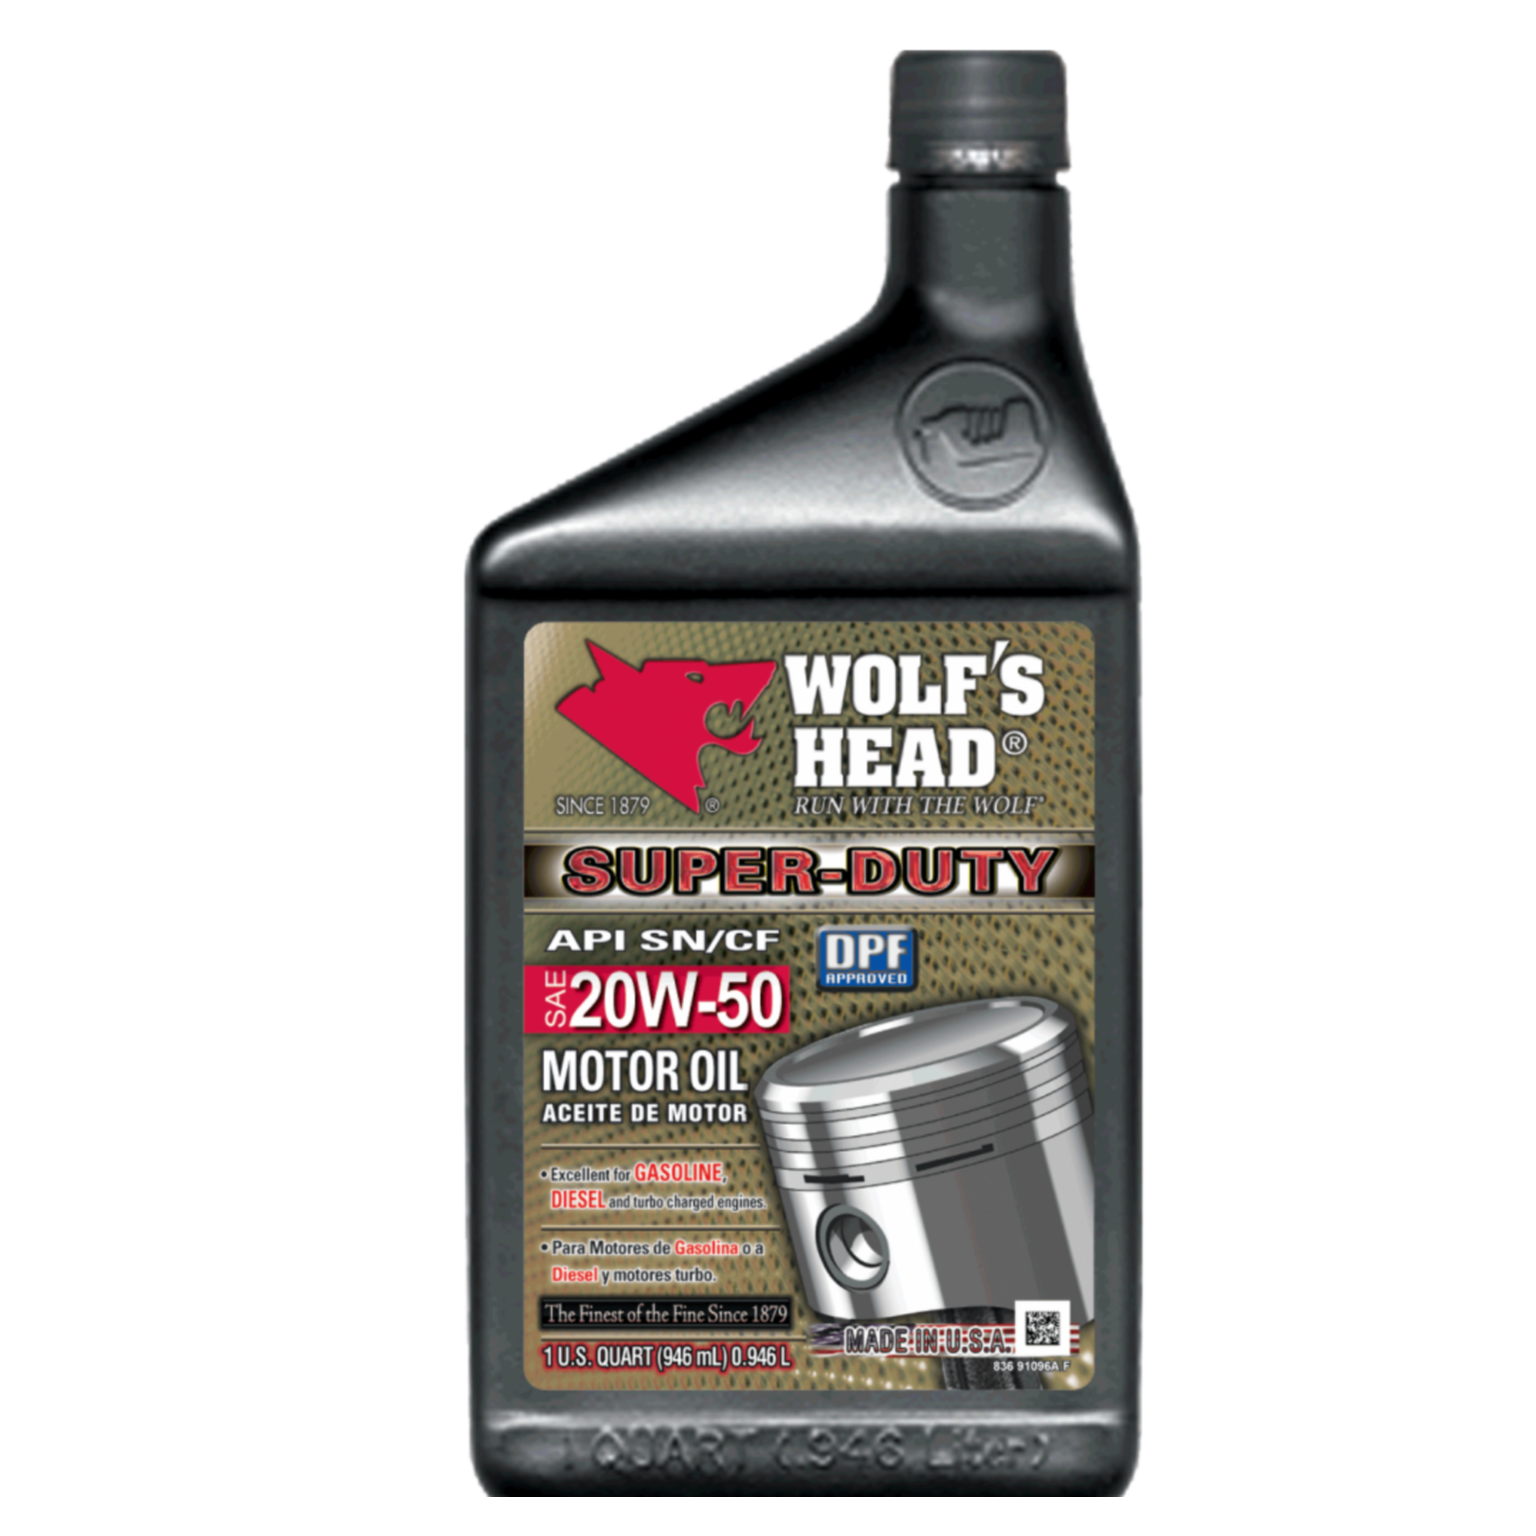 WOLF'S
HEAD®
SINCE 1879 ®
RUN WITH THE WOLF®
SUPER-DUTY
API SN/CF
DPF
APPROVED
SAE 20W-50
MOTOR OIL
ACEITE DE MOTOR
• Excellent for GASOLINE,
DIESEL and turbo charged engines.
• Para Motores de Gasolina o a
Diesel y motores turbo.
The Finest of the Fine Since 1879
MADE IN U.S.A.
1 U.S. QUART (946 mL) 0.946 L
836 91096A F
1 QUART (.946 Liter)